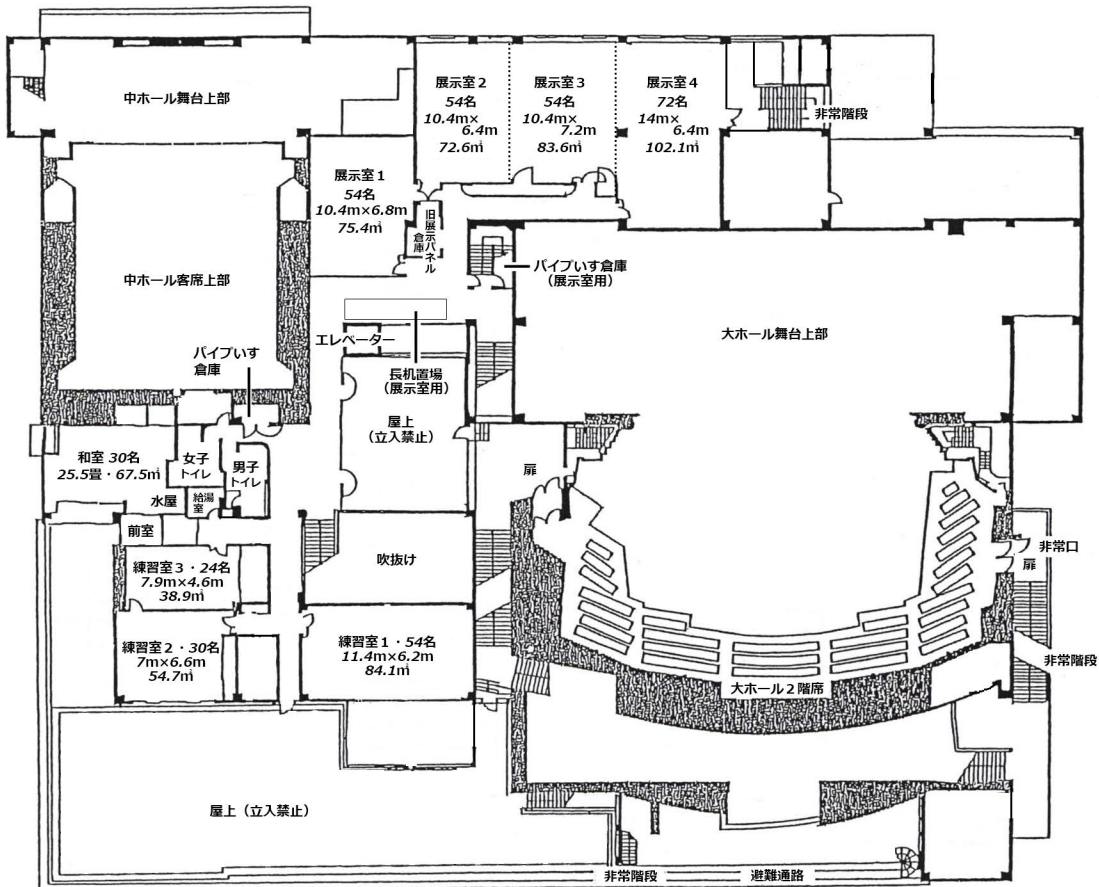 中ホール舞台上部
展示室2
54名
10.4m×
6.4m
72.6㎡
展示室3
54名
10.4m×
7.2m
83.6㎡
展示室4
72名
14m×
6.4m
102.1㎡
非常階段
展示室1
54名
10.4m×6.8m
75.4㎡
旧展示パネル
倉庫
パイプいす倉庫
（展示室用）
中ホール客席上部
大ホール舞台上部
エレベーター
パイプいす
倉庫
長机置場
（展示室用）
屋上
（立入禁止）
和室 30名
25.5畳・67.5㎡
女子
トイレ
男子
トイレ
水屋
給湯
室
扉
前室
吹抜け
非常口
扉
練習室3・24名
7.9m×4.6m
38.9㎡
練習室2・30名
7m×6.6m
54.7㎡
練習室1・54名
11.4m×6.2m
84.1㎡
非常階段
大ホール2階席
屋上（立入禁止）
非常階段
避難通路